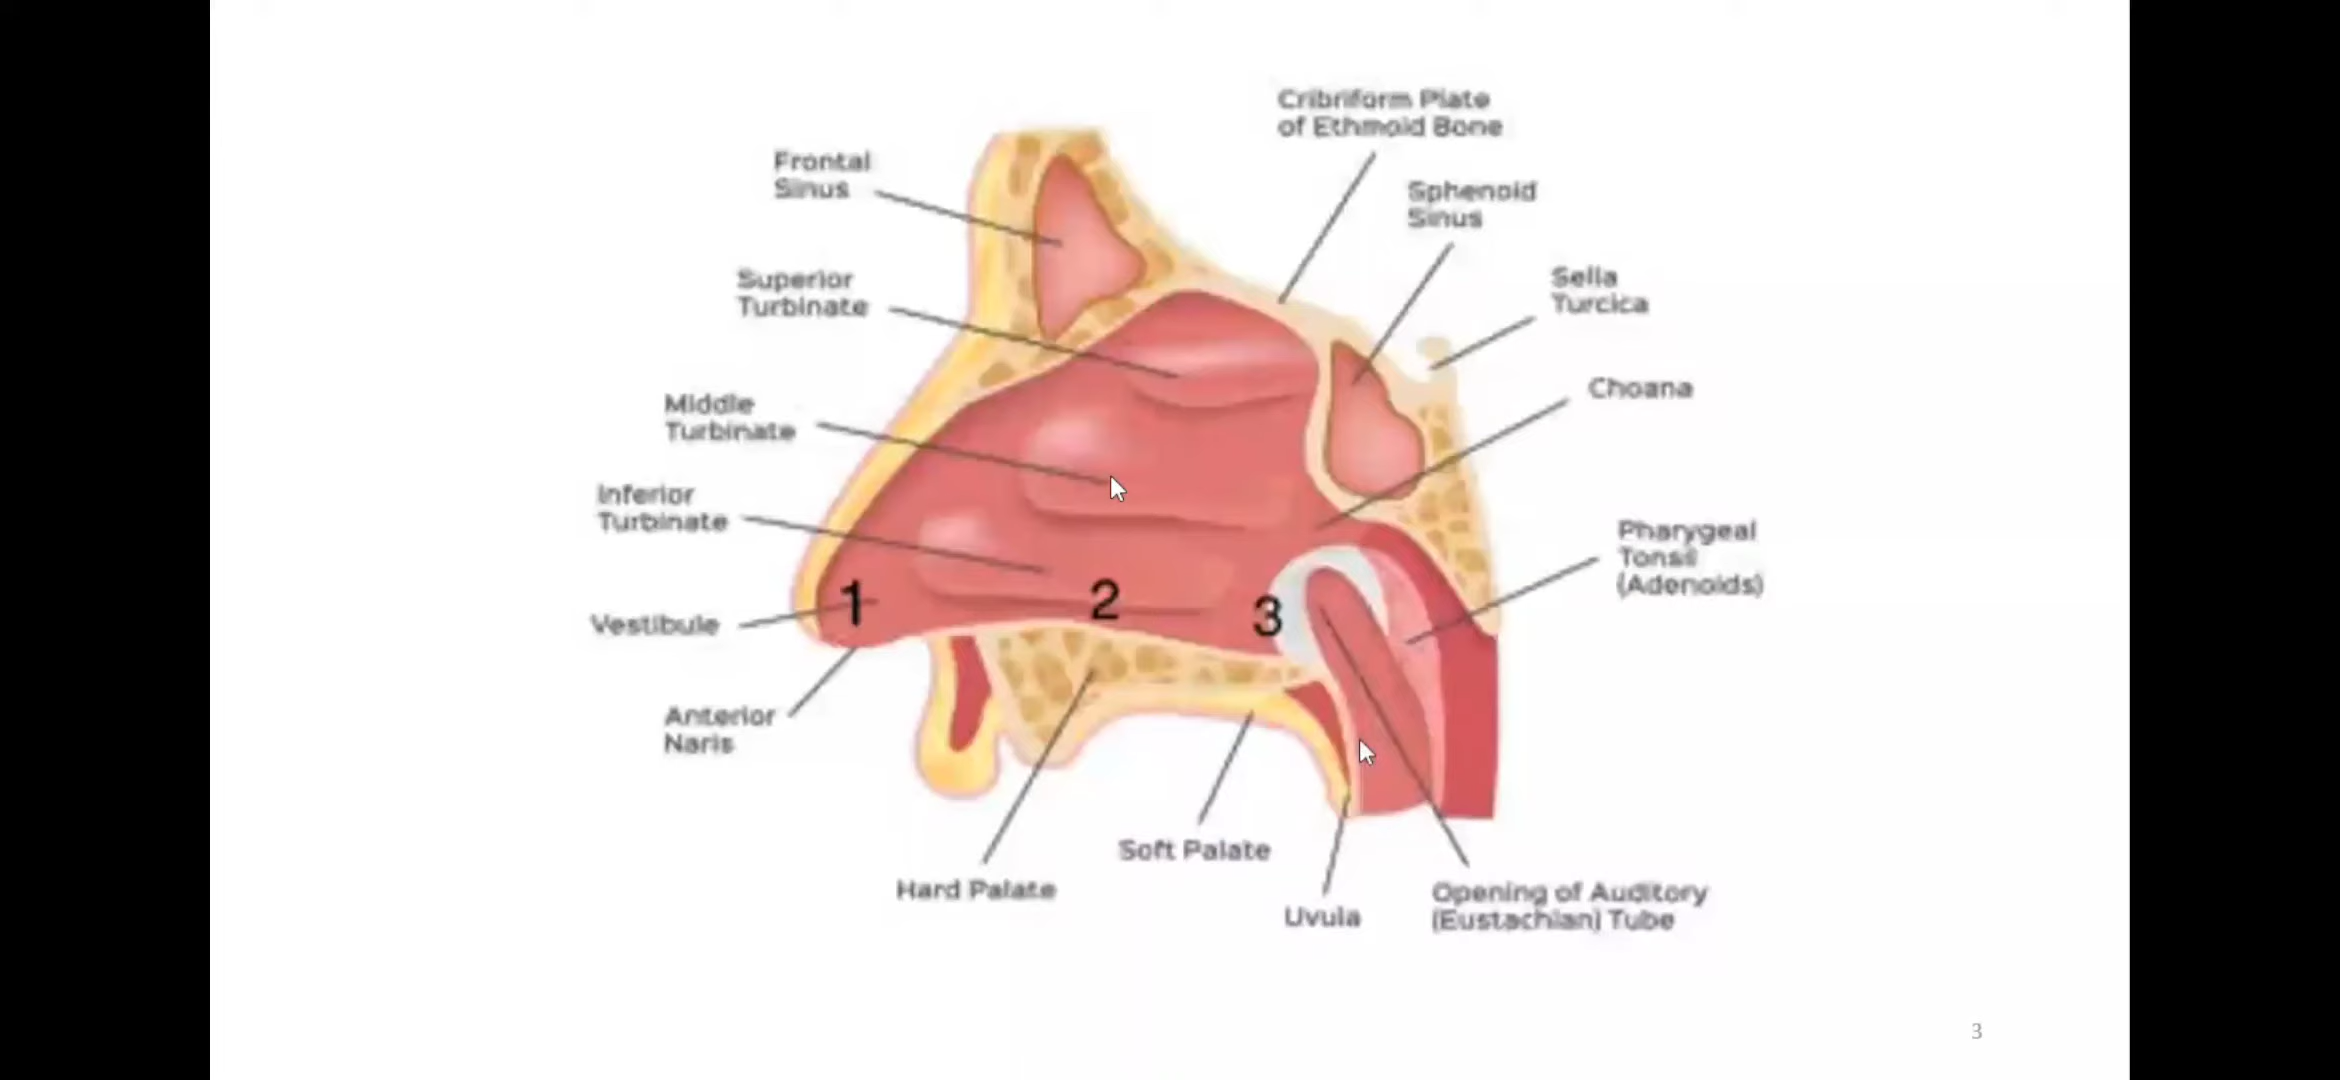 Cribriform Plate
of Ethmoid Bone
Frontal
Sinus
Sphenoid
Sinus
Superior
Turbinate
Sella
Turcica
Middle
Turbinate
Choana
Inferior
Turbinate
Pharygeal
Tonsil
(Adenoids)
1
2
3
Vestibule
Anterior
Naris
Soft Palate
Hard Palate
Uvula
Opening of Auditory
(Eustachian) Tube
3